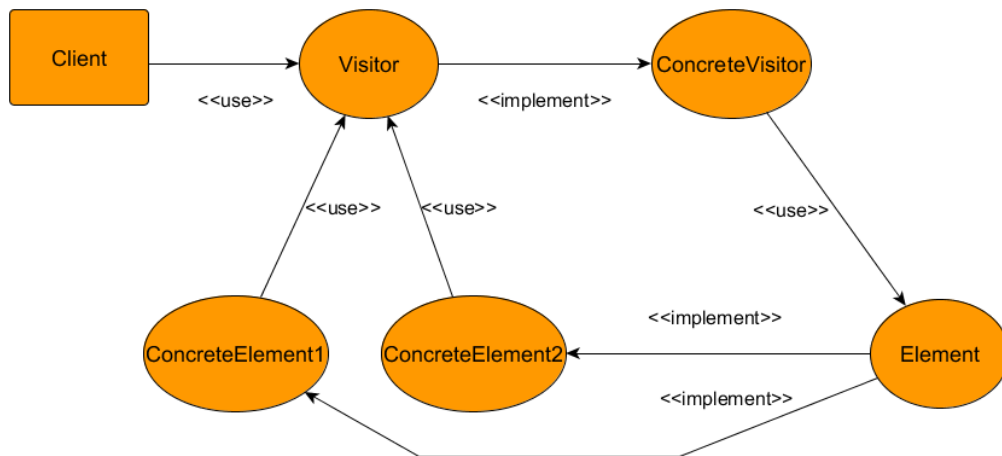 Client
Visitor
ConcreteVisitor
<<use>>
<<implement>>
<<use>>
<<use>>
<<use>>
<<implement>>
ConcreteElement1
ConcreteElement2
Element
<<implement>>